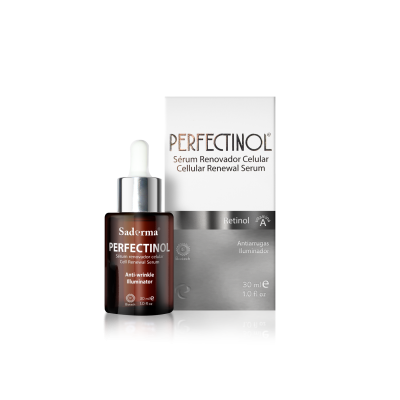 PERFECTINOL®
Sérum Renovador Celular
Cellular Renewal Serum
Retinol
A
Antiarrugas
Iluminador
30 ml e
1.0 fl oz
Saderma®
PERFECTINOL
Sérum renovador celular
Cell Renewal Serum
Anti-wrinkle
Illuminator
30 ml e
1.0 fl oz